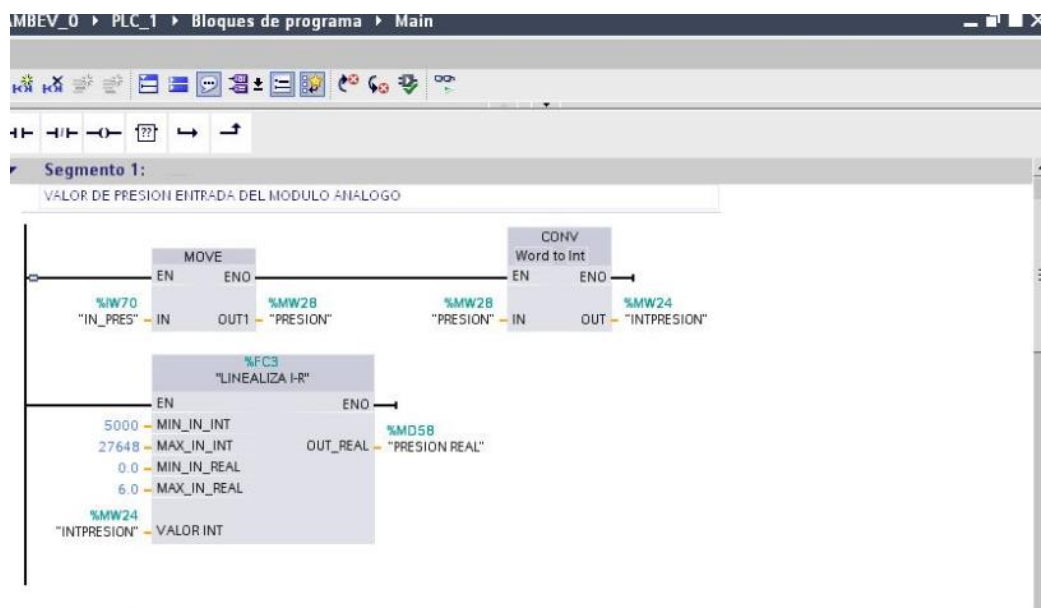 MBEV_0 ▸ PLC_1 ▸ Bloques de programa ▸ Main
Segmento 1:
VALOR DE PRESION ENTRADA DEL MODULO ANALOGO
MOVE
EN ENO
%IW70
"IN_PRES" IN
OUT1
%MW28
"PRESION"
CONV
Word to Int
EN ENO
%MW28
"PRESION" IN
OUT
%MW24
"INTPRESION"
%FC3
"LINEALIZA I-R"
EN ENO
5000 MIN_IN_INT
27648 MAX_IN_INT
0.0 MIN_IN_REAL
6.0 MAX_IN_REAL
%MW24
"INTPRESION" VALOR INT
OUT_REAL
%MD58
"PRESION REAL"